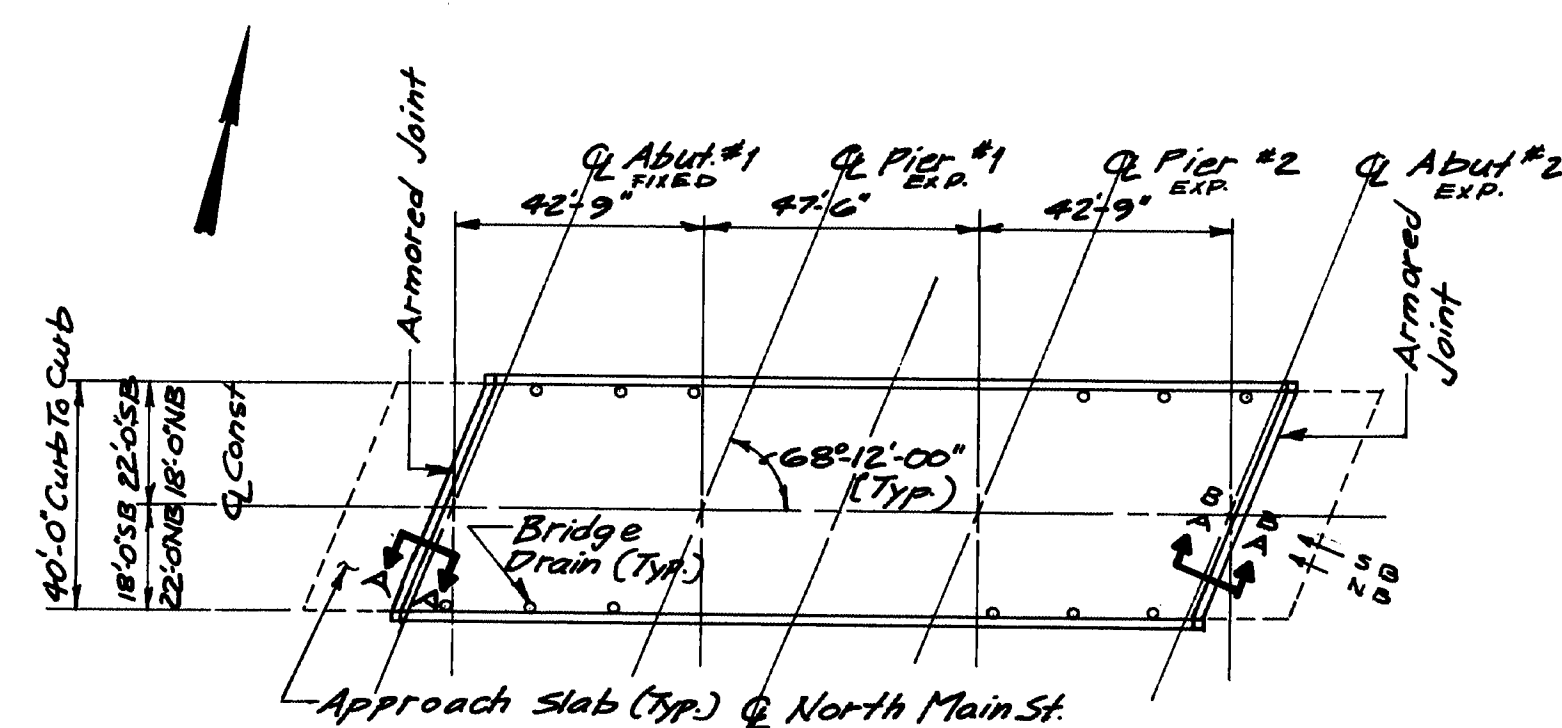 ℄ Abut. #1
FIXED
℄ Pier #1
EXP.
℄ Pier #2
EXP.
℄ Abut #2
EXP.
42'-9"
47'-6"
42'-9"
Armored Joint
Armored
Joint
40'-0" Curb To Curb
18'-0"SB 22'-0"SB
22'-0"NB 18'-0"NB
℄ Const
68°-12'-00"
(Typ.)
Bridge
Drain (Typ.)
A
A
B
A
B
A
S B
N B
Approach Slab (Typ.)
℄ North Main St.